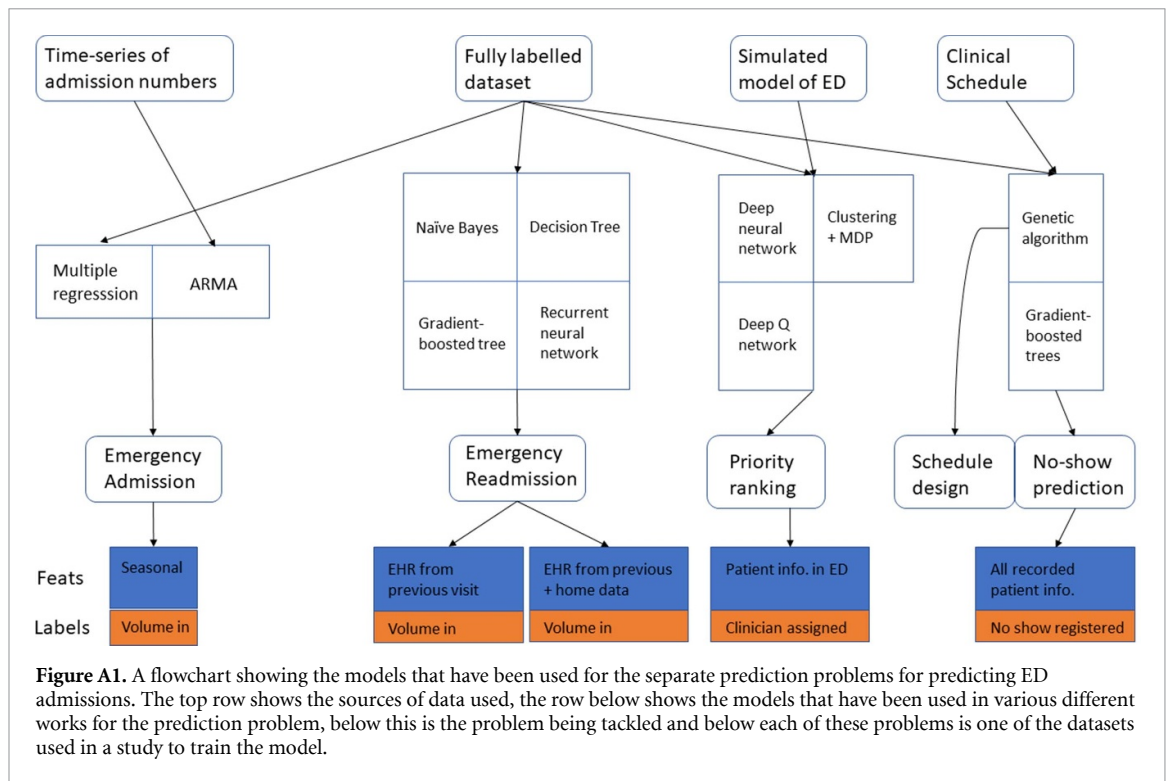 Time-series of
admission numbers
Fully labelled
dataset
Simulated
model of ED
Clinical
Schedule
Multiple
regresssion
ARMA
Naïve Bayes
Decision Tree
Gradient-
boosted tree
Recurrent
neural
network
Deep
neural
network
Clustering
+ MDP
Deep Q
network
Genetic
algorithm
Gradient-
boosted
trees
Emergency
Admission
Emergency
Readmission
Priority
ranking
Schedule
design
No-show
prediction
Feats
Seasonal
EHR from
previous visit
EHR from previous
+ home data
Patient info. in ED
All recorded
patient info.
Labels
Volume in
Volume in
Volume in
Clinician assigned
No show registered
Figure A1. A flowchart showing the models that have been used for the separate prediction problems for predicting ED
admissions. The top row shows the sources of data used, the row below shows the models that have been used in various different
works for the prediction problem, below this is the problem being tackled and below each of these problems is one of the datasets
used in a study to train the model.